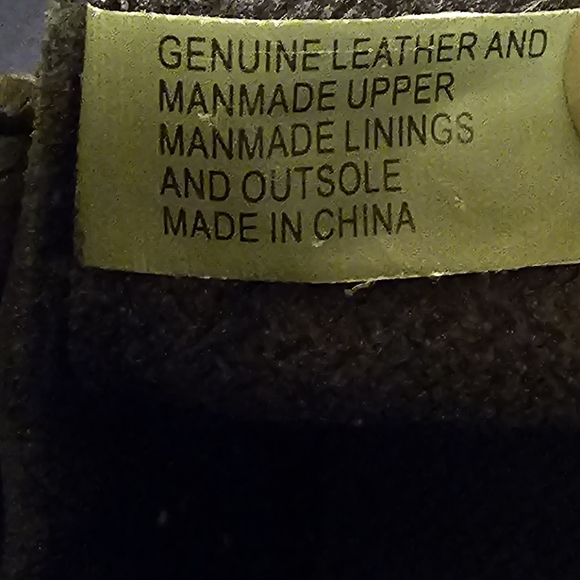 GENUINE LEATHER AND
MANMADE UPPER
MANMADE LININGS
AND OUTSOLE
MADE IN CHINA